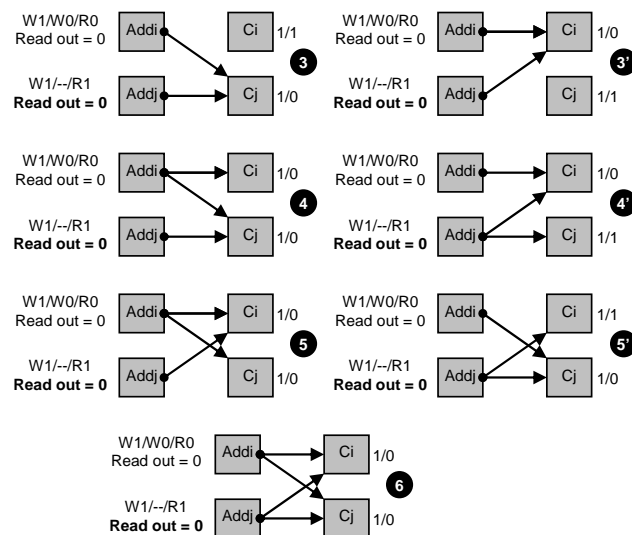 W1/W0/R0
Read out = 0
Addi
Ci
1/1
3
W1/--/R1
Read out = 0
Addj
Cj
1/0
W1/W0/R0
Read out = 0
Addi
Ci
1/0
3'
W1/--/R1
Read out = 0
Addj
Cj
1/1
W1/W0/R0
Read out = 0
Addi
Ci
1/0
4
W1/--/R1
Read out = 0
Addj
Cj
1/0
W1/W0/R0
Read out = 0
Addi
Ci
1/0
4'
W1/--/R1
Read out = 0
Addj
Cj
1/1
W1/W0/R0
Read out = 0
Addi
Ci
1/0
5
W1/--/R1
Read out = 0
Addj
Cj
1/0
W1/W0/R0
Read out = 0
Addi
Ci
1/1
5'
W1/--/R1
Read out = 0
Addj
Cj
1/0
W1/W0/R0
Read out = 0
Addi
Ci
1/0
6
W1/--/R1
Read out = 0
Addj
Cj
1/0